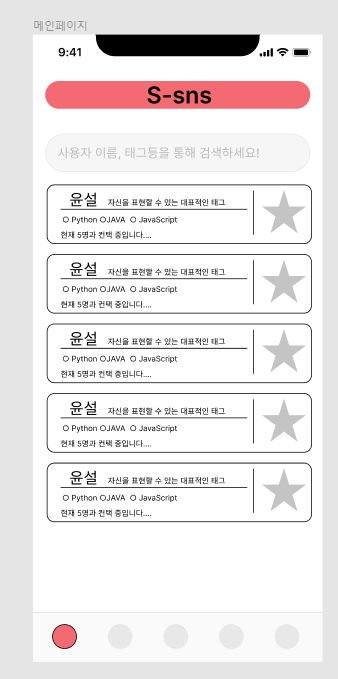 메인페이지
9:41
S-sns
사용자 이름, 태그등을 통해 검색하세요!
윤설 자신을 표현할 수 있는 대표적인 태그
Python JAVA JavaScript
현재 5명과 컨택 중입니다....
윤설 자신을 표현할 수 있는 대표적인 태그
Python JAVA JavaScript
현재 5명과 컨택 중입니다....
윤설 자신을 표현할 수 있는 대표적인 태그
Python JAVA JavaScript
현재 5명과 컨택 중입니다....
윤설 자신을 표현할 수 있는 대표적인 태그
Python JAVA JavaScript
현재 5명과 컨택 중입니다....
윤설 자신을 표현할 수 있는 대표적인 태그
Python JAVA JavaScript
현재 5명과 컨택 중입니다....